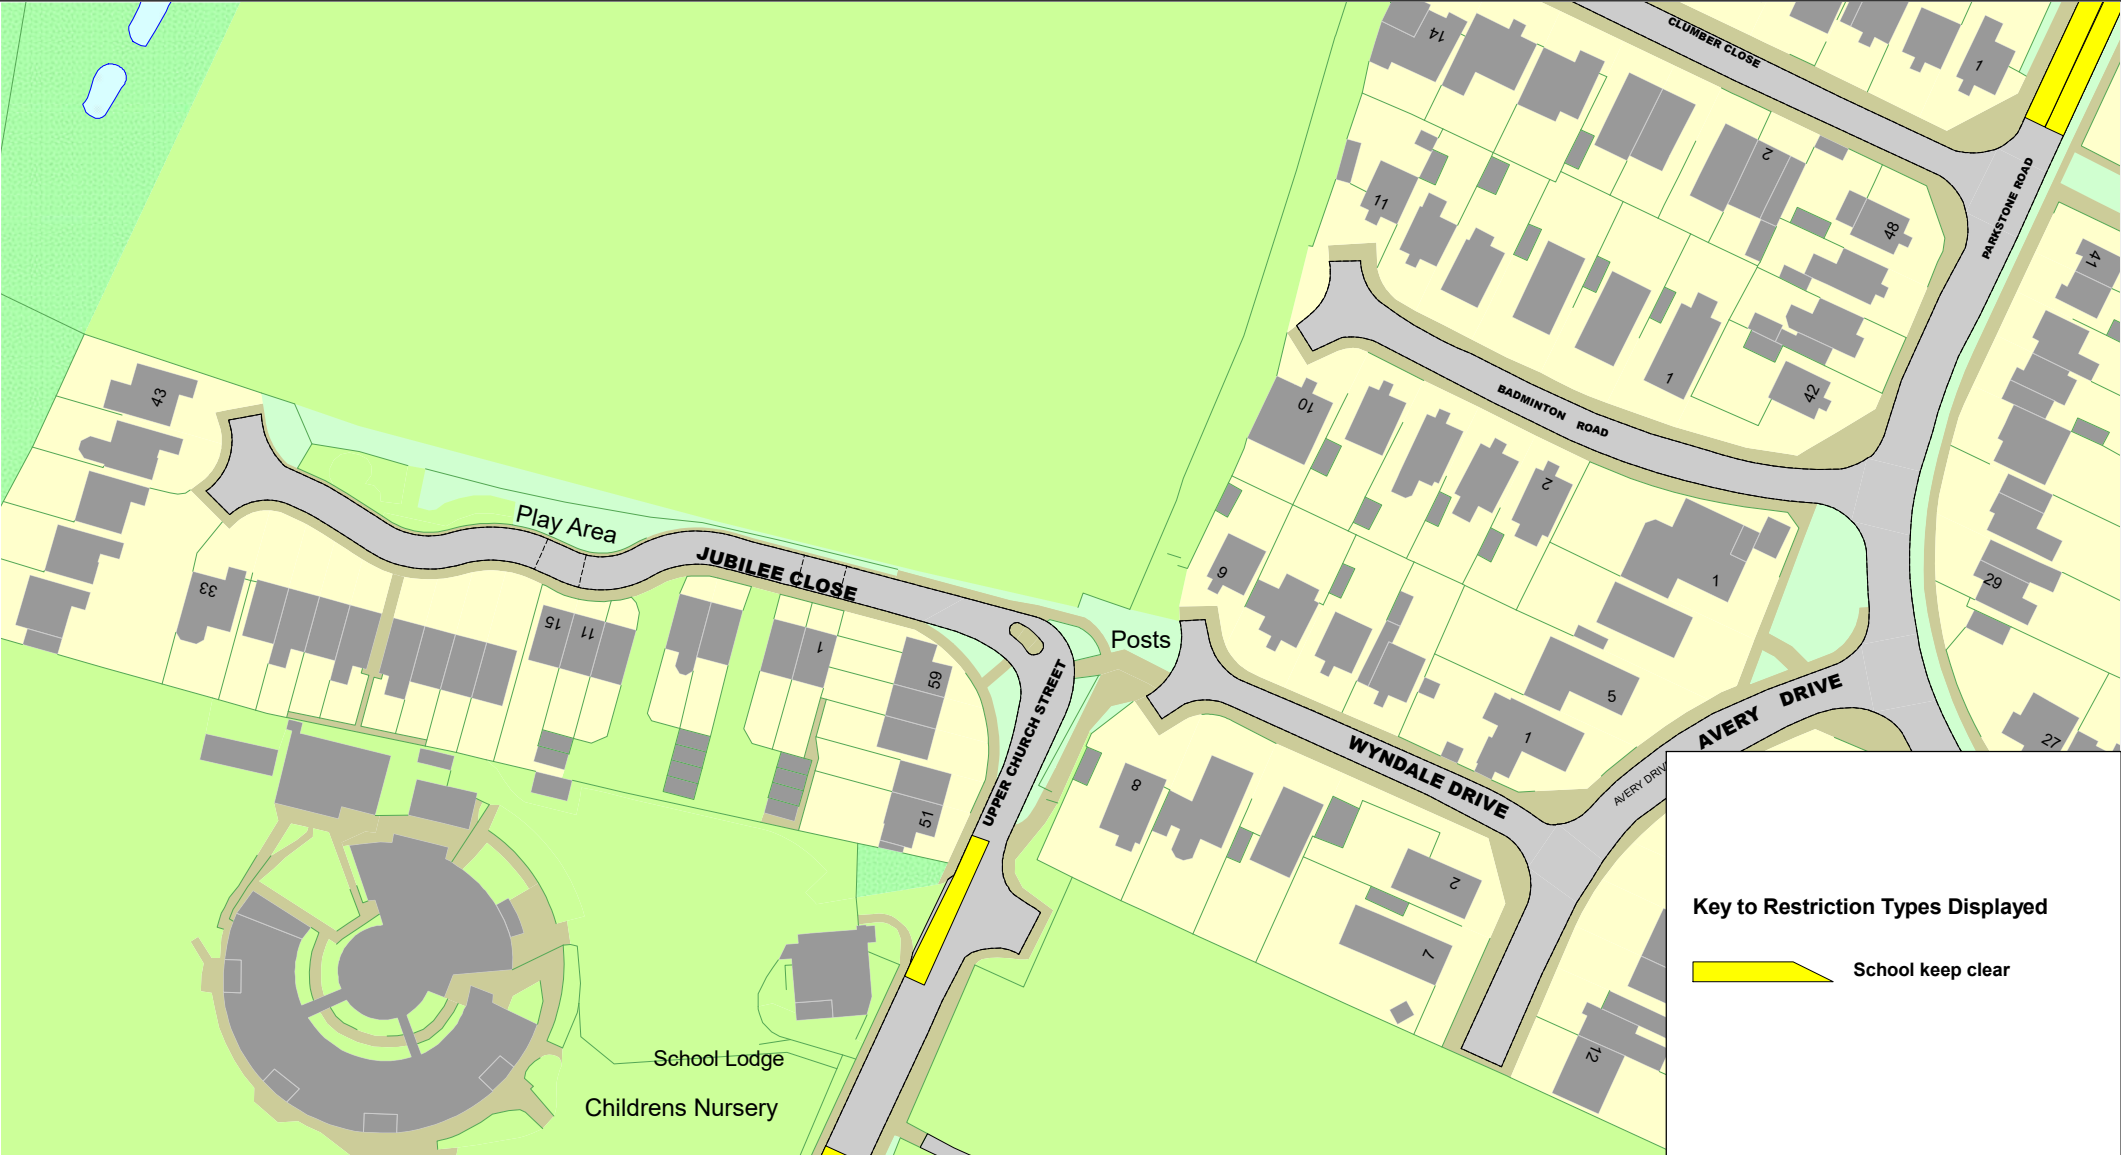 CLUMBER CLOSE
14
1
2
PARKSTONE ROAD
11
48
41
1
42
BADMINTON ROAD
10
43
2
Play Area
JUBILEE CLOSE
9
1
29
33
15
11
1
59
Posts
5
UPPER CHURCH STREET
AVERY DRIVE
1
27
WYNDALE DRIVE
AVERY DRIV
8
51
2
7
Key to Restriction Types Displayed
School keep clear
12
School Lodge
Childrens Nursery